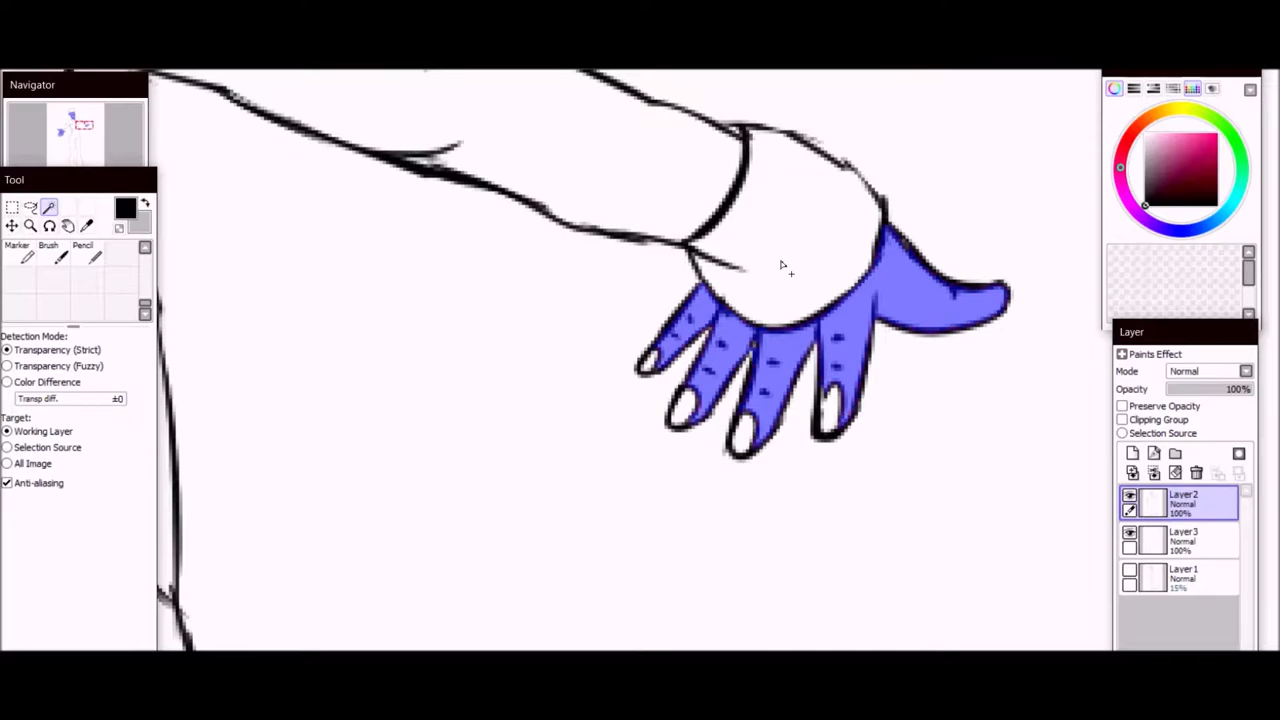 Navigator
Tool
Marker Brush Pencil
Detection Mode:
Transparency (Strict)
Transparency (Fuzzy)
Color Difference
Transp diff. ±0
Target:
Working Layer
Selection Source
All Image
Anti-aliasing
Layer
Paints Effect
Mode Normal
Opacity 100%
Preserve Opacity
Clipping Group
Selection Source
Layer2
Normal
100%
Layer3
Normal
100%
Layer1
Normal
15%